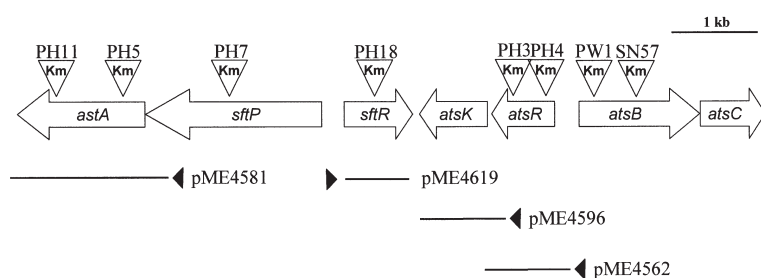 1 kb
PH11 PH5 PH7 PH18 PH3 PH4 PW1 SN57
Km Km Km Km Km Km Km Km
astA sftP sftR atsK atsR atsB atsC
pME4581 pME4619
pME4596
pME4562